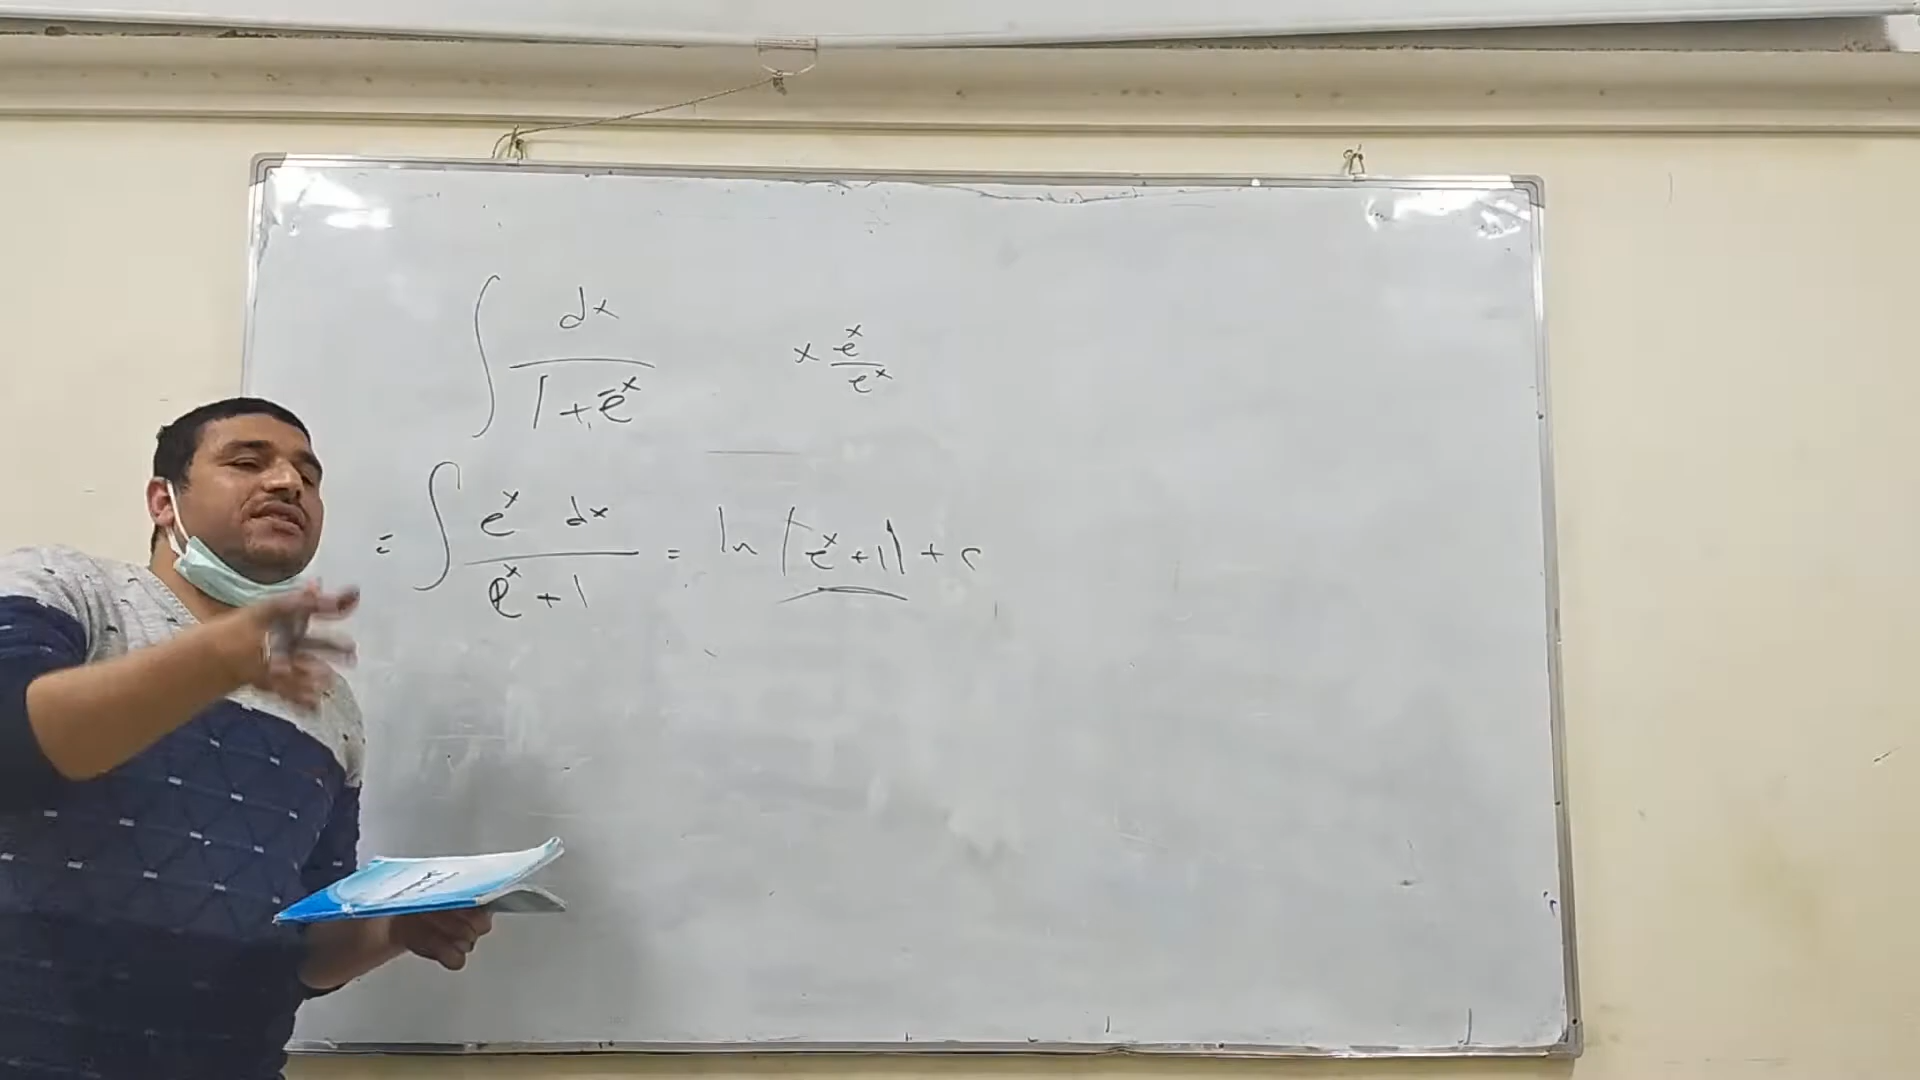 ∫ dx / (1 + e^-x) × e^x / e^x
= ∫ e^x dx / (e^x + 1) = ln |e^x + 1| + c